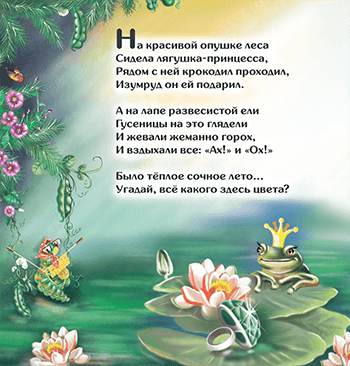 На красивой опушке леса
Сидела лягушка-принцесса,
Рядом с ней крокодил проходил,
Изумруд он ей подарил.
А на лапе развесистой ели
Гусеницы на это глядели
И жевали жеманно горох,
И вздыхали все: «Ах!» и «Ох!»
Было тёплое сочное лето...
Угадай, всё какого здесь цвета?